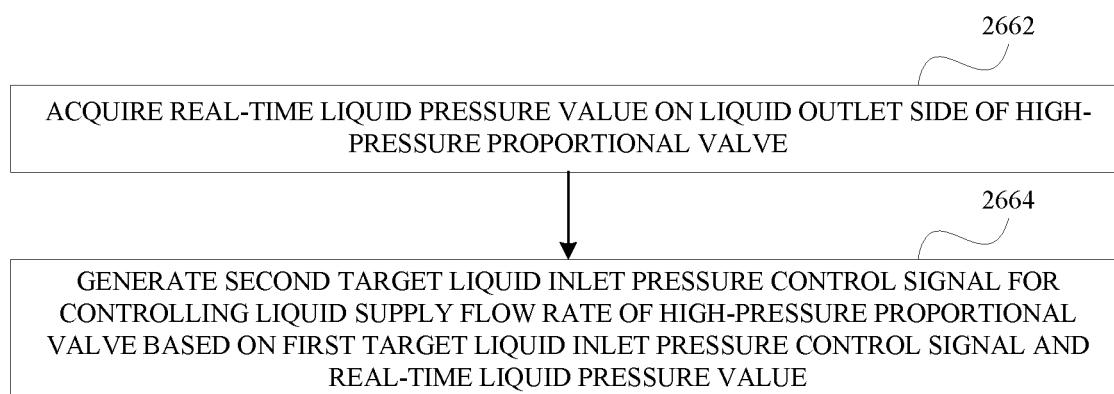 2662
ACQUIRE REAL-TIME LIQUID PRESSURE VALUE ON LIQUID OUTLET SIDE OF HIGH-
PRESSURE PROPORTIONAL VALVE
2664
GENERATE SECOND TARGET LIQUID INLET PRESSURE CONTROL SIGNAL FOR
CONTROLLING LIQUID SUPPLY FLOW RATE OF HIGH-PRESSURE PROPORTIONAL
VALVE BASED ON FIRST TARGET LIQUID INLET PRESSURE CONTROL SIGNAL AND
REAL-TIME LIQUID PRESSURE VALUE